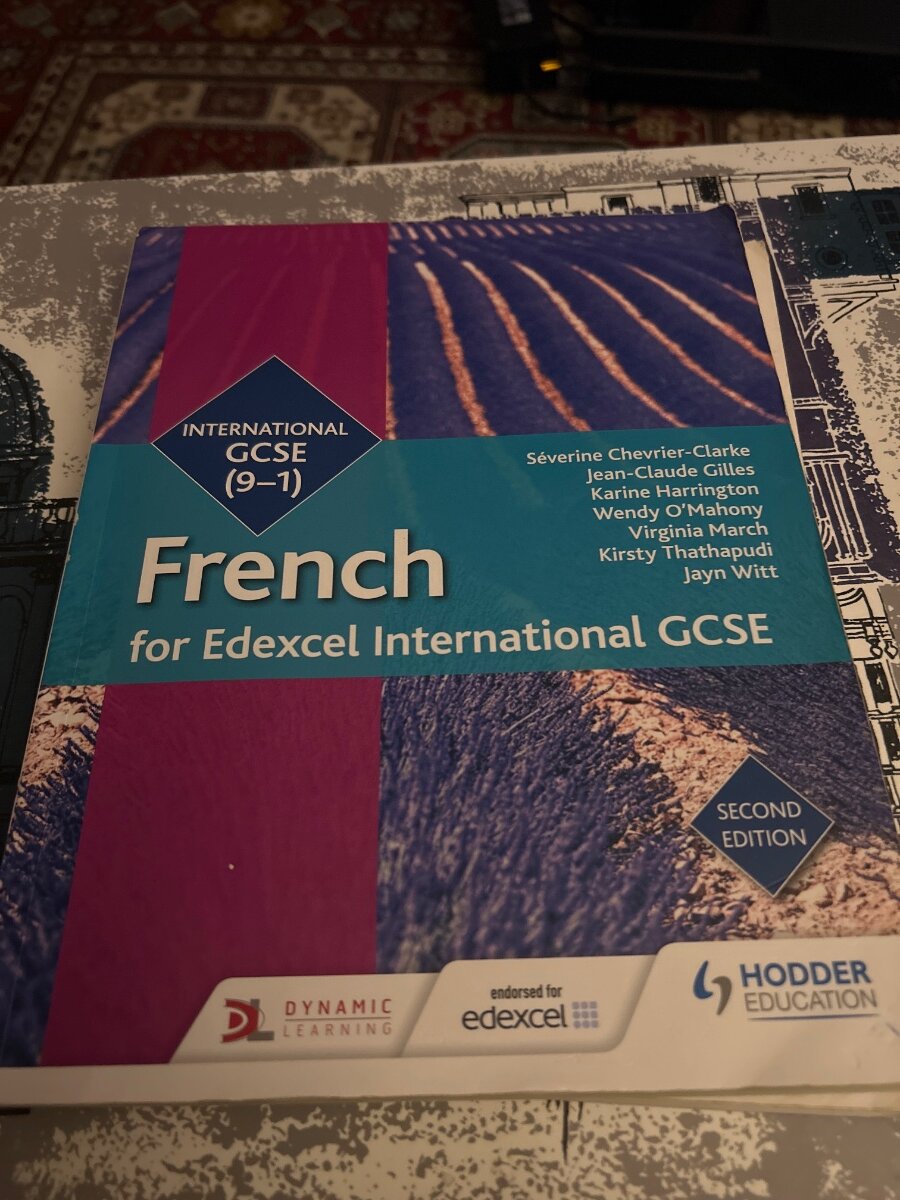 INTERNATIONAL
GCSE
(9–1)
Séverine Chevrier-Clarke
Jean-Claude Gilles
Karine Harrington
Wendy O'Mahony
Virginia March
Kirsty Thathapudi
Jayn Witt
French
for Edexcel International GCSE
SECOND
EDITION
DL DYNAMIC
LEARNING
endorsed for
edexcel
HODDER
EDUCATION